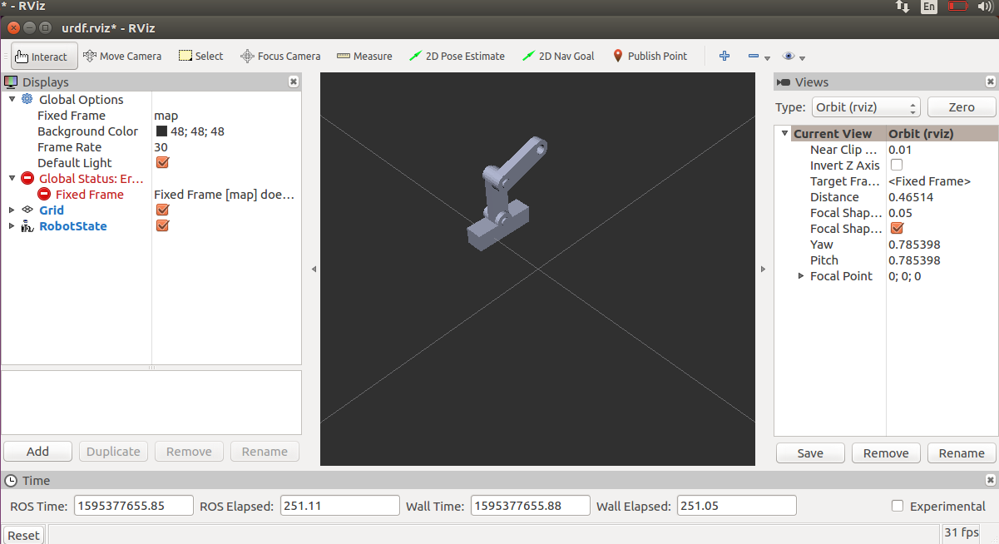 * - RViz
En
urdf.rviz* - RViz
Interact Move Camera Select Focus Camera Measure 2D Pose Estimate 2D Nav Goal Publish Point
Displays
Global Options
Fixed Frame map
Background Color 48; 48; 48
Frame Rate 30
Default Light
Global Status: Er...
Fixed Frame Fixed Frame [map] doe...
Grid
RobotState
Add Duplicate Remove Rename
Views
Type: Orbit (rviz) Zero
Current View Orbit (rviz)
Near Clip ... 0.01
Invert Z Axis
Target Fra... <Fixed Frame>
Distance 0.46514
Focal Shap... 0.05
Focal Shap...
Yaw 0.785398
Pitch 0.785398
Focal Point 0; 0; 0
Save Remove Rename
Time
ROS Time: 1595377655.85 ROS Elapsed: 251.11 Wall Time: 1595377655.88 Wall Elapsed: 251.05 Experimental
Reset 31 fps